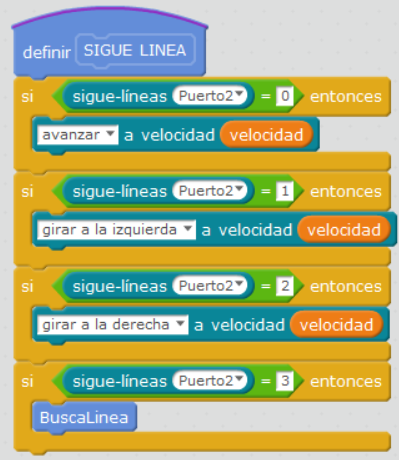 definir SIGUE LINEA
si sigue-líneas Puerto2 = 0 entonces
avanzar a velocidad velocidad
si sigue-líneas Puerto2 = 1 entonces
girar a la izquierda a velocidad velocidad
si sigue-líneas Puerto2 = 2 entonces
girar a la derecha a velocidad velocidad
si sigue-líneas Puerto2 = 3 entonces
BuscaLinea